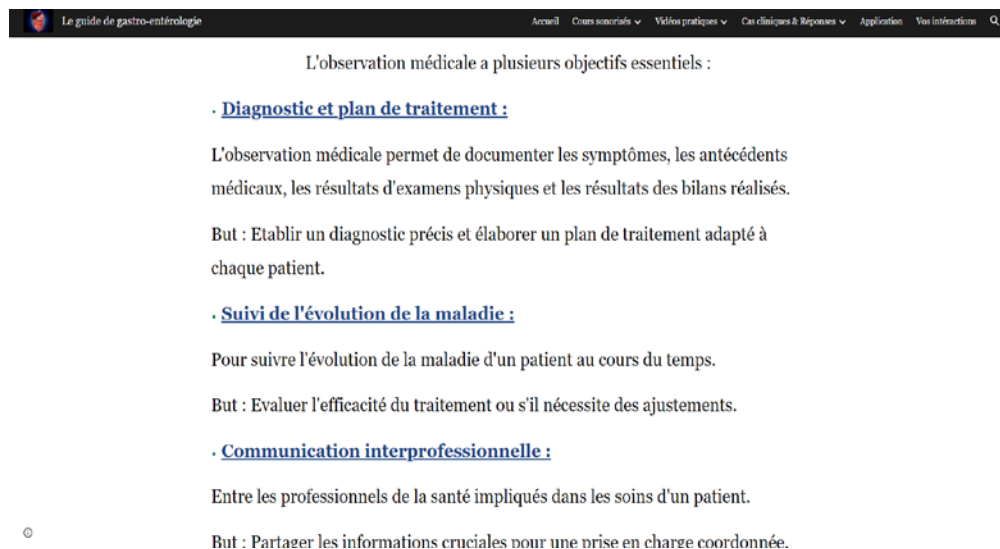 Le guide de gastro-entérologie
Accueil Cours sonorisés Vidéos pratiques Cas cliniques & Réponses Application Vos intéractions
L'observation médicale a plusieurs objectifs essentiels :
· Diagnostic et plan de traitement :
L'observation médicale permet de documenter les symptômes, les antécédents
médicaux, les résultats d'examens physiques et les résultats des bilans réalisés.
But : Etablir un diagnostic précis et élaborer un plan de traitement adapté à
chaque patient.
· Suivi de l'évolution de la maladie :
Pour suivre l'évolution de la maladie d'un patient au cours du temps.
But : Evaluer l'efficacité du traitement ou s'il nécessite des ajustements.
· Communication interprofessionnelle :
Entre les professionnels de la santé impliqués dans les soins d'un patient.
But : Partager les informations cruciales pour une prise en charge coordonnée.